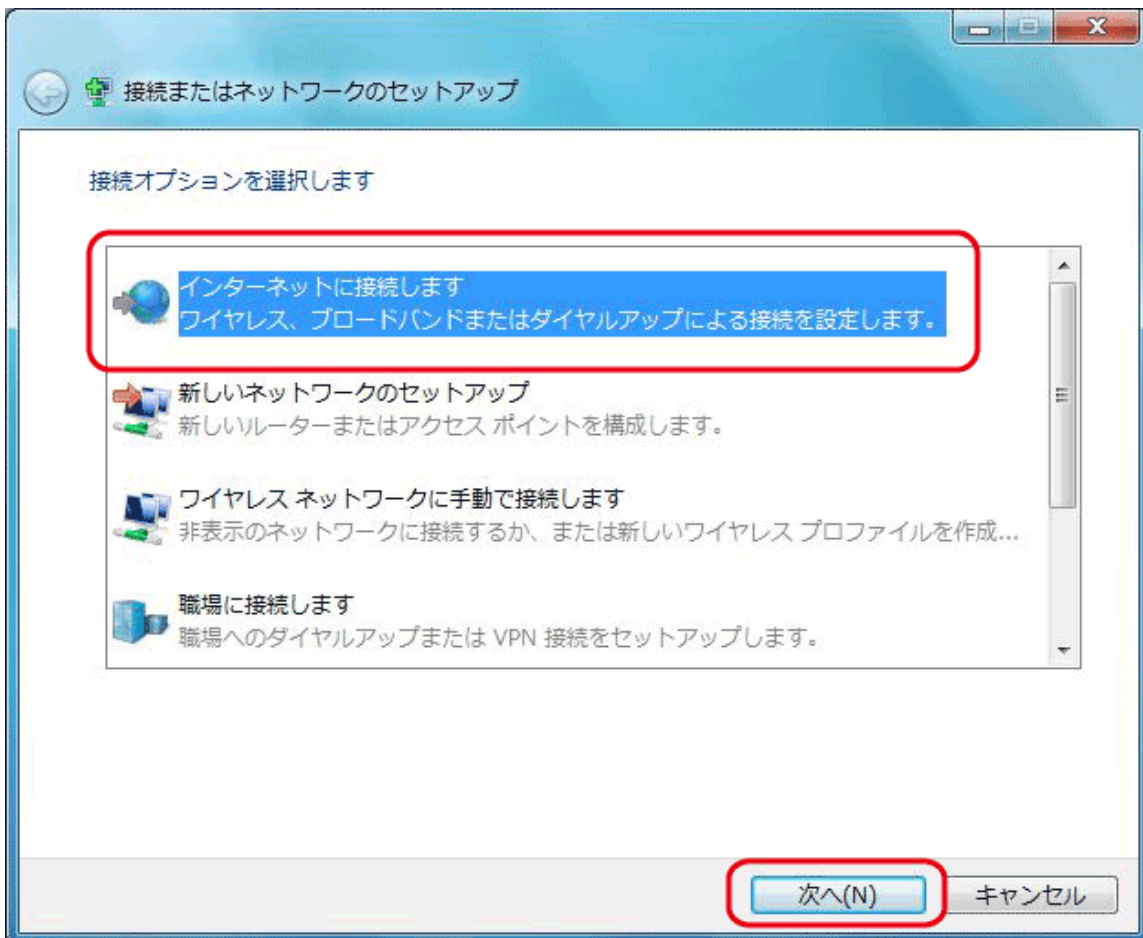 接続またはネットワークのセットアップ
接続オプションを選択します
インターネットに接続します
ワイヤレス、ブロードバンドまたはダイヤルアップによる接続を設定します。
新しいネットワークのセットアップ
新しいルーターまたはアクセス ポイントを構成します。
ワイヤレス ネットワークに手動で接続します
非表示のネットワークに接続するか、または新しいワイヤレス プロファイルを作成...
職場に接続します
職場へのダイヤルアップまたは VPN 接続をセットアップします。
次へ(N) キャンセル